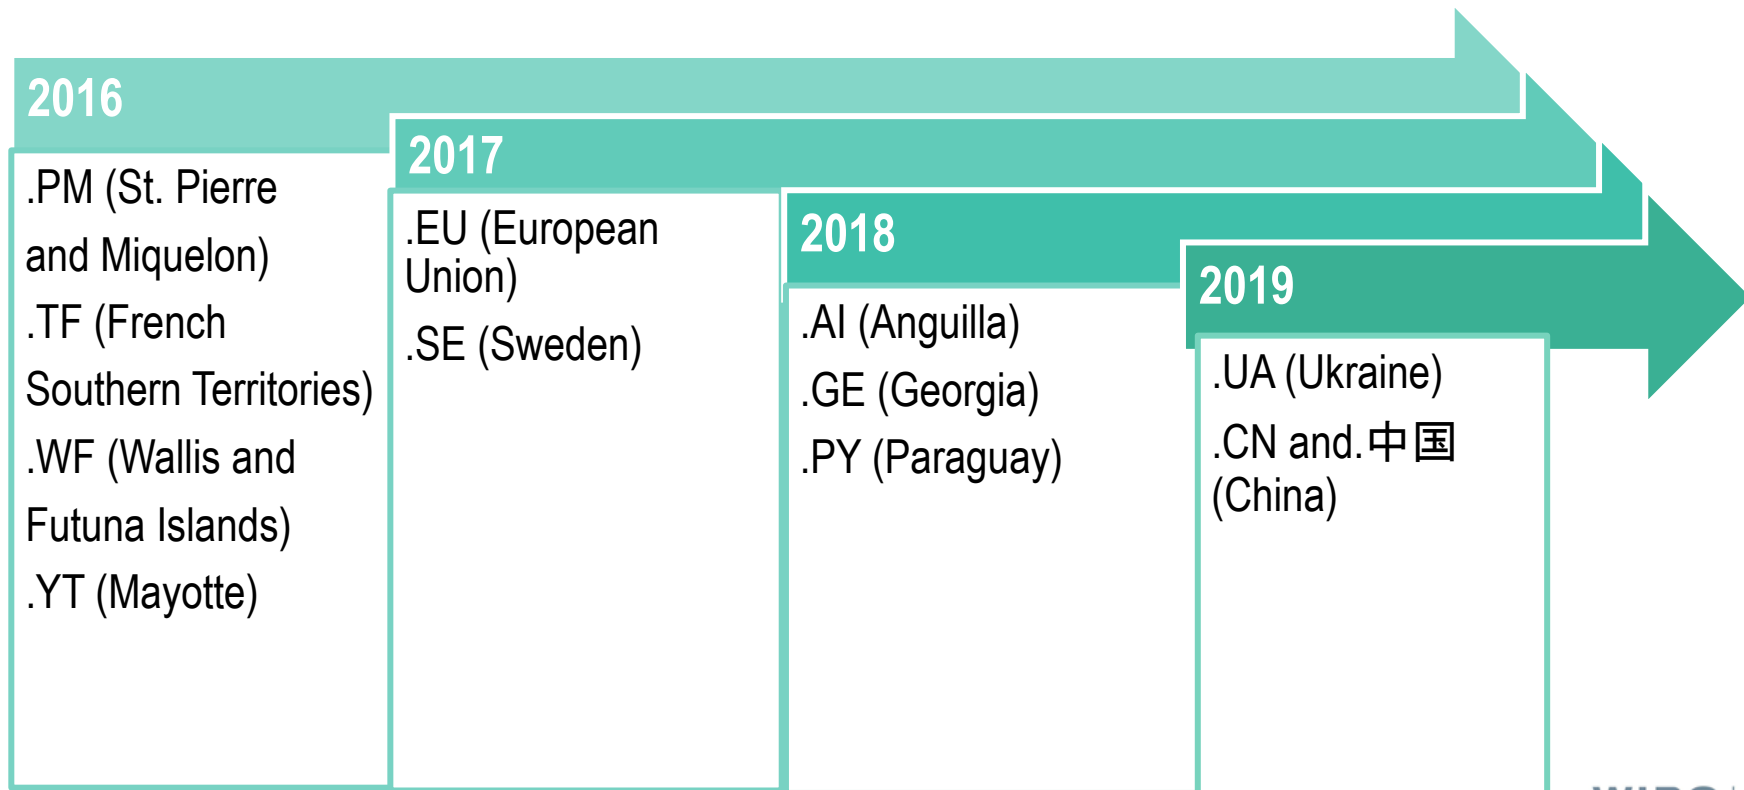 2016
.PM (St. Pierre
and Miquelon)
.TF (French
Southern Territories)
.WF (Wallis and
Futuna Islands)
.YT (Mayotte)
2017
.EU (European
Union)
.SE (Sweden)
2018
.AI (Anguilla)
.GE (Georgia)
.PY (Paraguay)
2019
.UA (Ukraine)
.CN and.中国
(China)